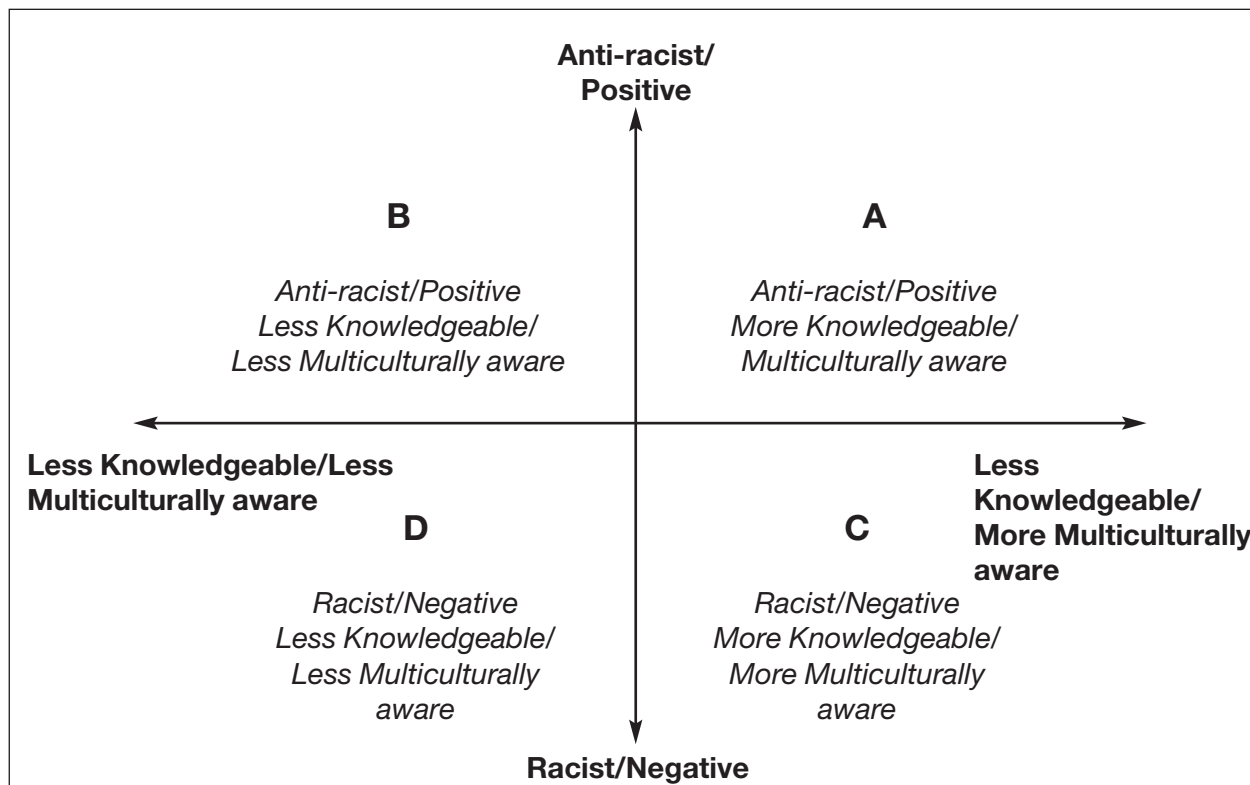 Anti-racist/
Positive
B
Anti-racist/Positive
Less Knowledgeable/
Less Multiculturally aware
A
Anti-racist/Positive
More Knowledgeable/
Multiculturally aware
Less Knowledgeable/Less
Multiculturally aware
Less
Knowledgeable/
More Multiculturally
aware
D
Racist/Negative
Less Knowledgeable/
Less Multiculturally
aware
C
Racist/Negative
More Knowledgeable/
More Multiculturally
aware
Racist/Negative